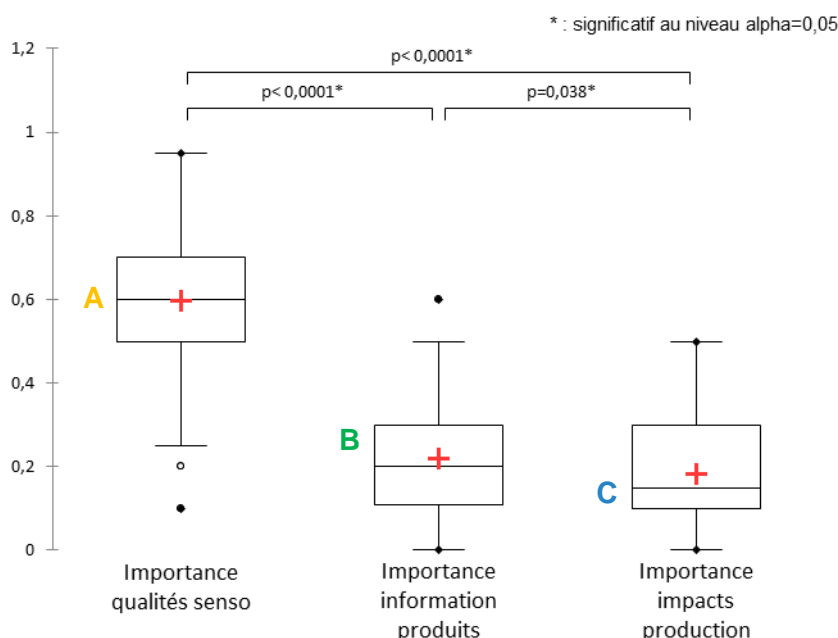 * : significatif au niveau alpha=0,05
1,2
p< 0,0001*
p< 0,0001*
p=0,038*
1
0,8
A
0,6
0,4
B
0,2
C
0
Importance
qualités senso
Importance
information
produits
Importance
impacts
production